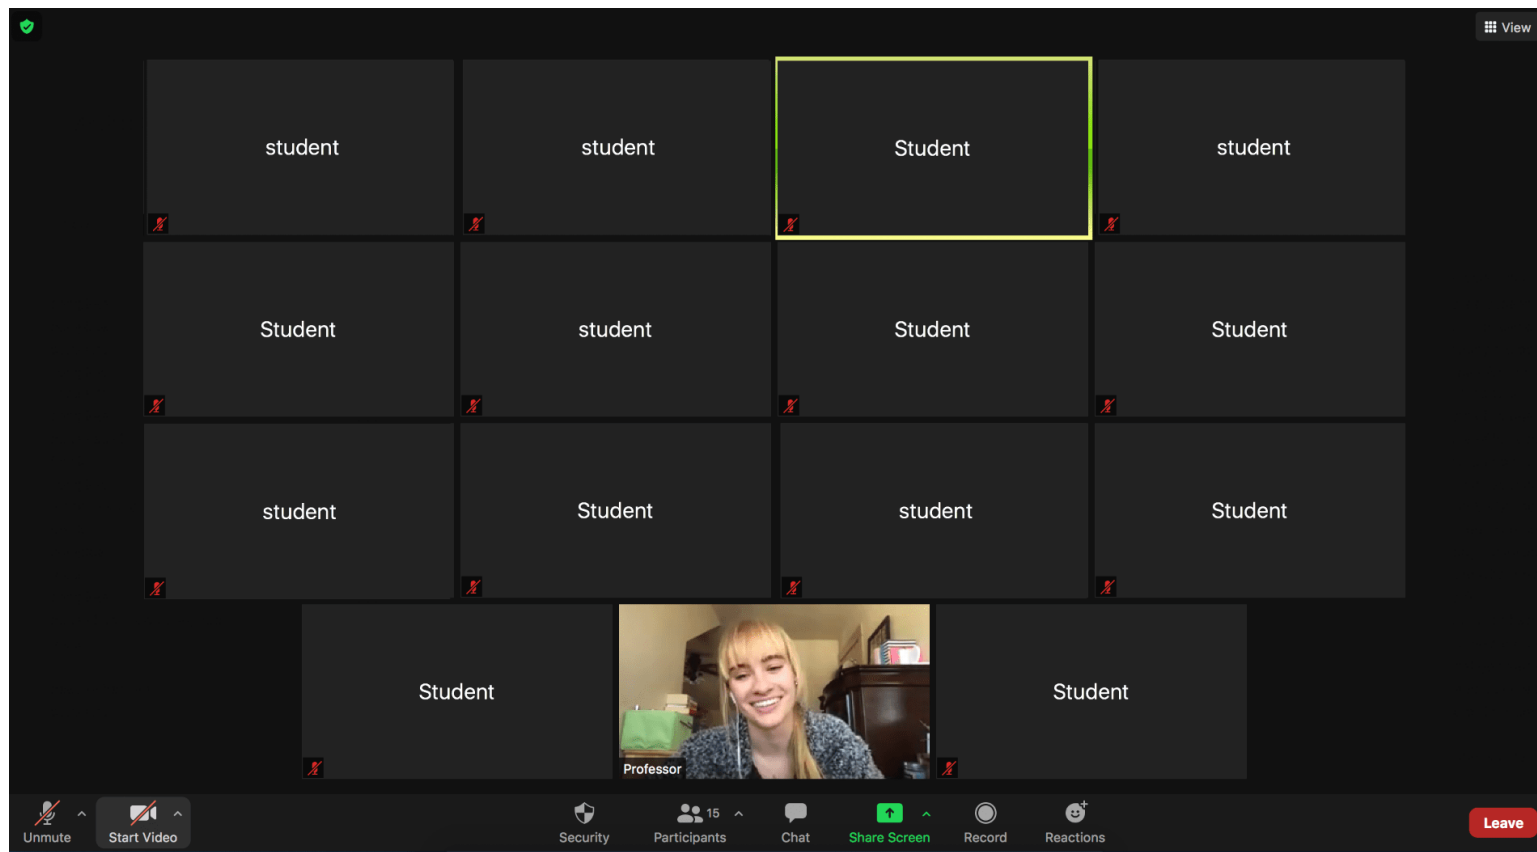 View
student
student
Student
student
Student
student
Student
Student
student
Student
student
Student
Student
Professor
Student
Unmute
Start Video
Security
15
Participants
Chat
Share Screen
Record
Reactions
Leave